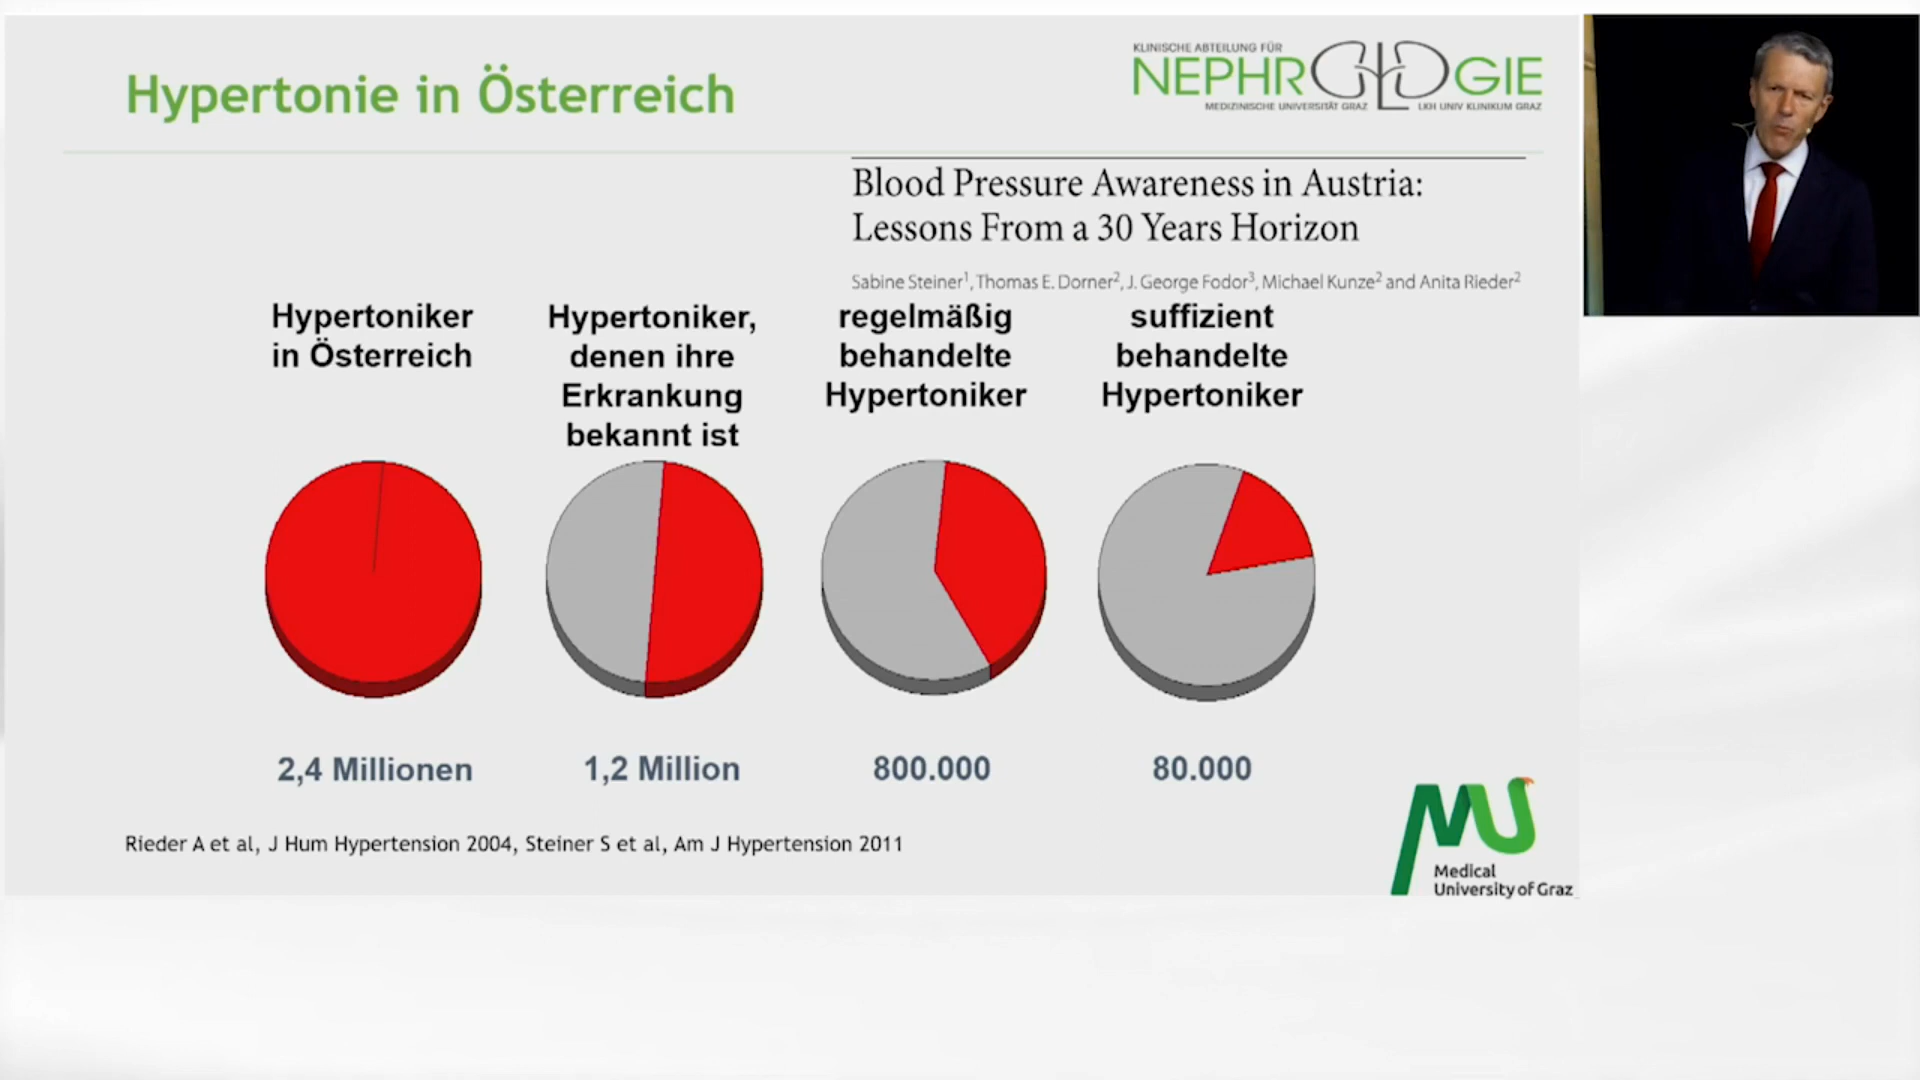 Hypertonie in Österreich
KLINISCHE ABTEILUNG FÜR
NEPHROLOGIE
MEDIZINISCHE UNIVERSITÄT GRAZ LKH UNIV KLINIKUM GRAZ
Blood Pressure Awareness in Austria:
Lessons From a 30 Years Horizon
Sabine Steiner¹, Thomas E. Dorner², J. George Fodor³, Michael Kunze² and Anita Rieder²
Hypertoniker
in Österreich
Hypertoniker,
denen ihre
Erkrankung
bekannt ist
regelmäßig
behandelte
Hypertoniker
suffizient
behandelte
Hypertoniker
2,4 Millionen
1,2 Million
800.000
80.000
Rieder A et al, J Hum Hypertension 2004, Steiner S et al, Am J Hypertension 2011
MU
Medical
University of Graz